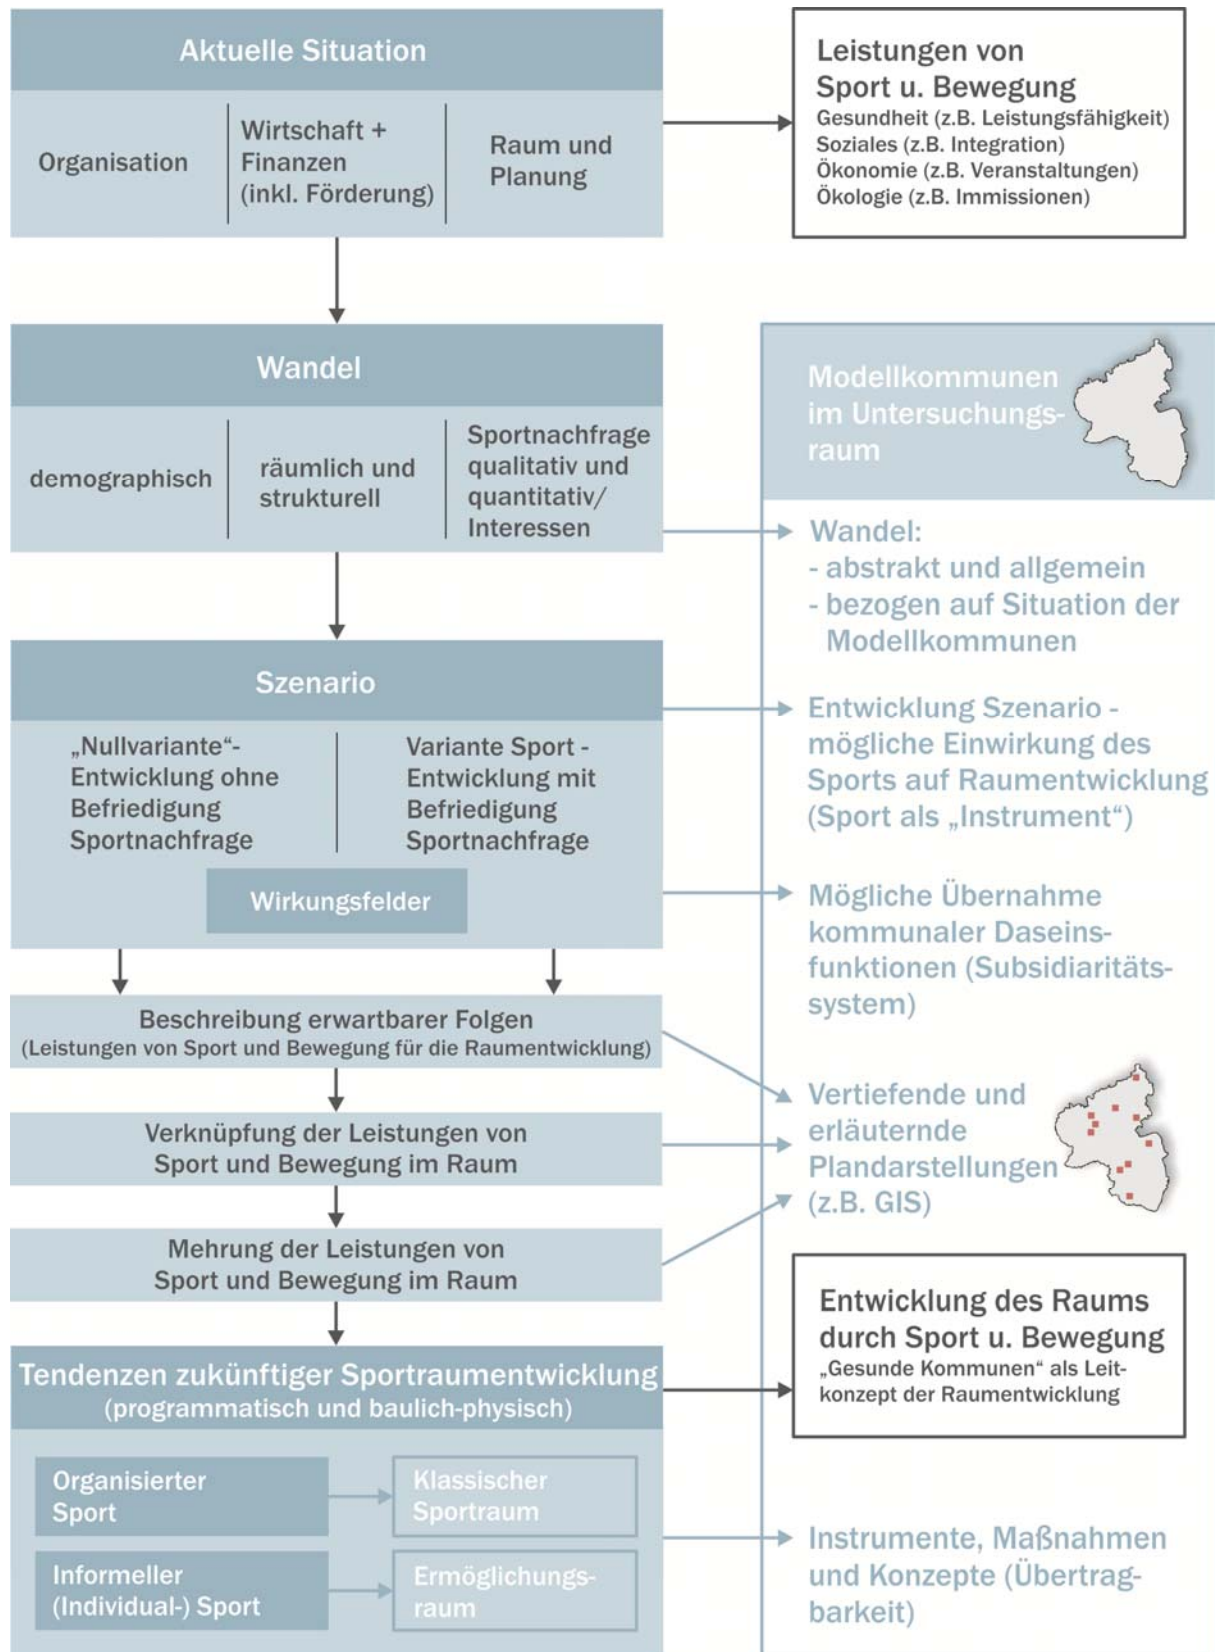 Aktuelle Situation
Organisation
Wirtschaft +
Finanzen
(inkl. Förderung)
Raum und
Planung
Leistungen von
Sport u. Bewegung
Gesundheit (z.B. Leistungsfähigkeit)
Soziales (z.B. Integration)
Ökonomie (z.B. Veranstaltungen)
Ökologie (z.B. Immissionen)
Wandel
demographisch
räumlich und
strukturell
Sportnachfrage
qualitativ und
quantitativ/
Interessen
Modellkommunen
im Untersuchungs-
raum
Wandel:
- abstrakt und allgemein
- bezogen auf Situation der
Modellkommunen
Szenario
„Nullvariante“-
Entwicklung ohne
Befriedigung
Sportnachfrage
Variante Sport -
Entwicklung mit
Befriedigung
Sportnachfrage
Wirkungsfelder
Entwicklung Szenario -
mögliche Einwirkung des
Sports auf Raumentwicklung
(Sport als „Instrument“)
Mögliche Übernahme
kommunaler Daseins-
funktionen (Subsidiaritäts-
system)
Beschreibung erwartbarer Folgen
(Leistungen von Sport und Bewegung für die Raumentwicklung)
Verknüpfung der Leistungen von
Sport und Bewegung im Raum
Mehrung der Leistungen von
Sport und Bewegung im Raum
Vertiefende und
erläuternde
Plandarstellungen
(z.B. GIS)
Tendenzen zukünftiger Sportraumentwicklung
(programmatisch und baulich-physisch)
Organisierter
Sport
Klassischer
Sportraum
Informeller
(Individual-) Sport
Ermöglichungs-
raum
Entwicklung des Raums
durch Sport u. Bewegung
„Gesunde Kommunen“ als Leit-
konzept der Raumentwicklung
Instrumente, Maßnahmen
und Konzepte (Übertrag-
barkeit)